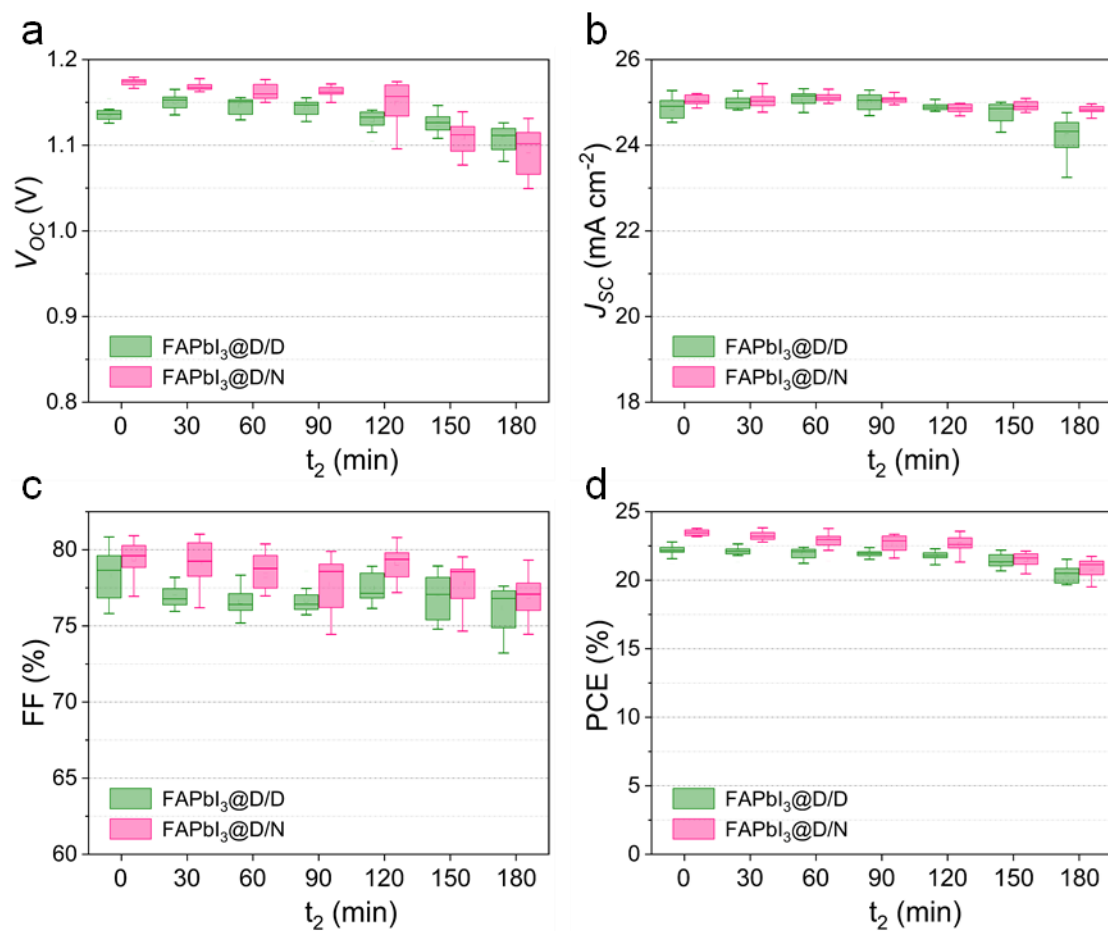 a
1.2
1.1
1.0
0.9
0.8
V_OC (V)
FAPbI₃@D/D
FAPbI₃@D/N
0 30 60 90 120 150 180
t₂ (min)
b
26
24
22
20
18
J_SC (mA cm⁻²)
FAPbI₃@D/D
FAPbI₃@D/N
0 30 60 90 120 150 180
t₂ (min)
c
80
75
70
65
60
FF (%)
FAPbI₃@D/D
FAPbI₃@D/N
0 30 60 90 120 150 180
t₂ (min)
d
25
20
15
10
5
0
PCE (%)
FAPbI₃@D/D
FAPbI₃@D/N
0 30 60 90 120 150 180
t₂ (min)